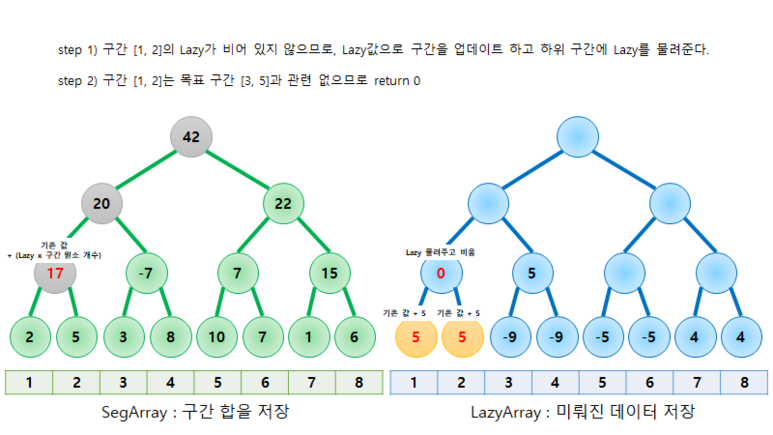 step 1) 구간 [1, 2]의 Lazy가 비어 있지 않으므로, Lazy값으로 구간을 업데이트 하고 하위 구간에 Lazy를 물려준다.
step 2) 구간 [1, 2]는 목표 구간 [3, 5]과 관련 없으므로 return 0
42
20 22
기존 값
+ (Lazy x 구간 원소 개수)
17 -7 7 15
2 5 3 8 10 7 1 6
1 2 3 4 5 6 7 8
SegArray : 구간 합을 저장
Lazy 물려주고 비움
0 5
기존 값 + 5 기존 값 + 5
5 5 -9 -9 -5 -5 4 4
1 2 3 4 5 6 7 8
LazyArray : 미뤄진 데이터 저장